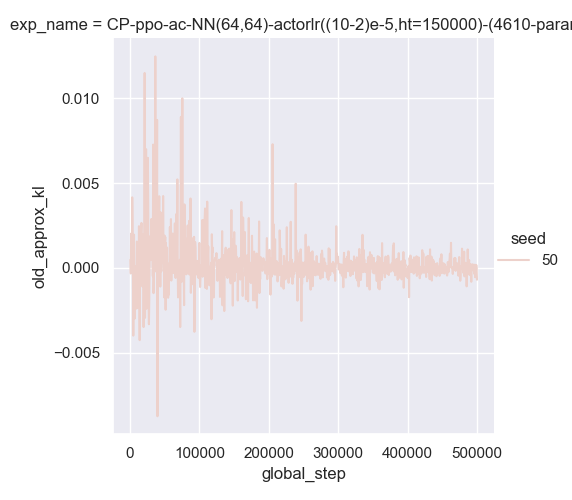 exp_name = CP-ppo-ac-NN(64,64)-actorlr((10-2)e-5,ht=150000)-(4610-param
0.010
0.005
0.000
−0.005
old_approx_kl
seed
50
0 100000 200000 300000 400000 500000
global_step